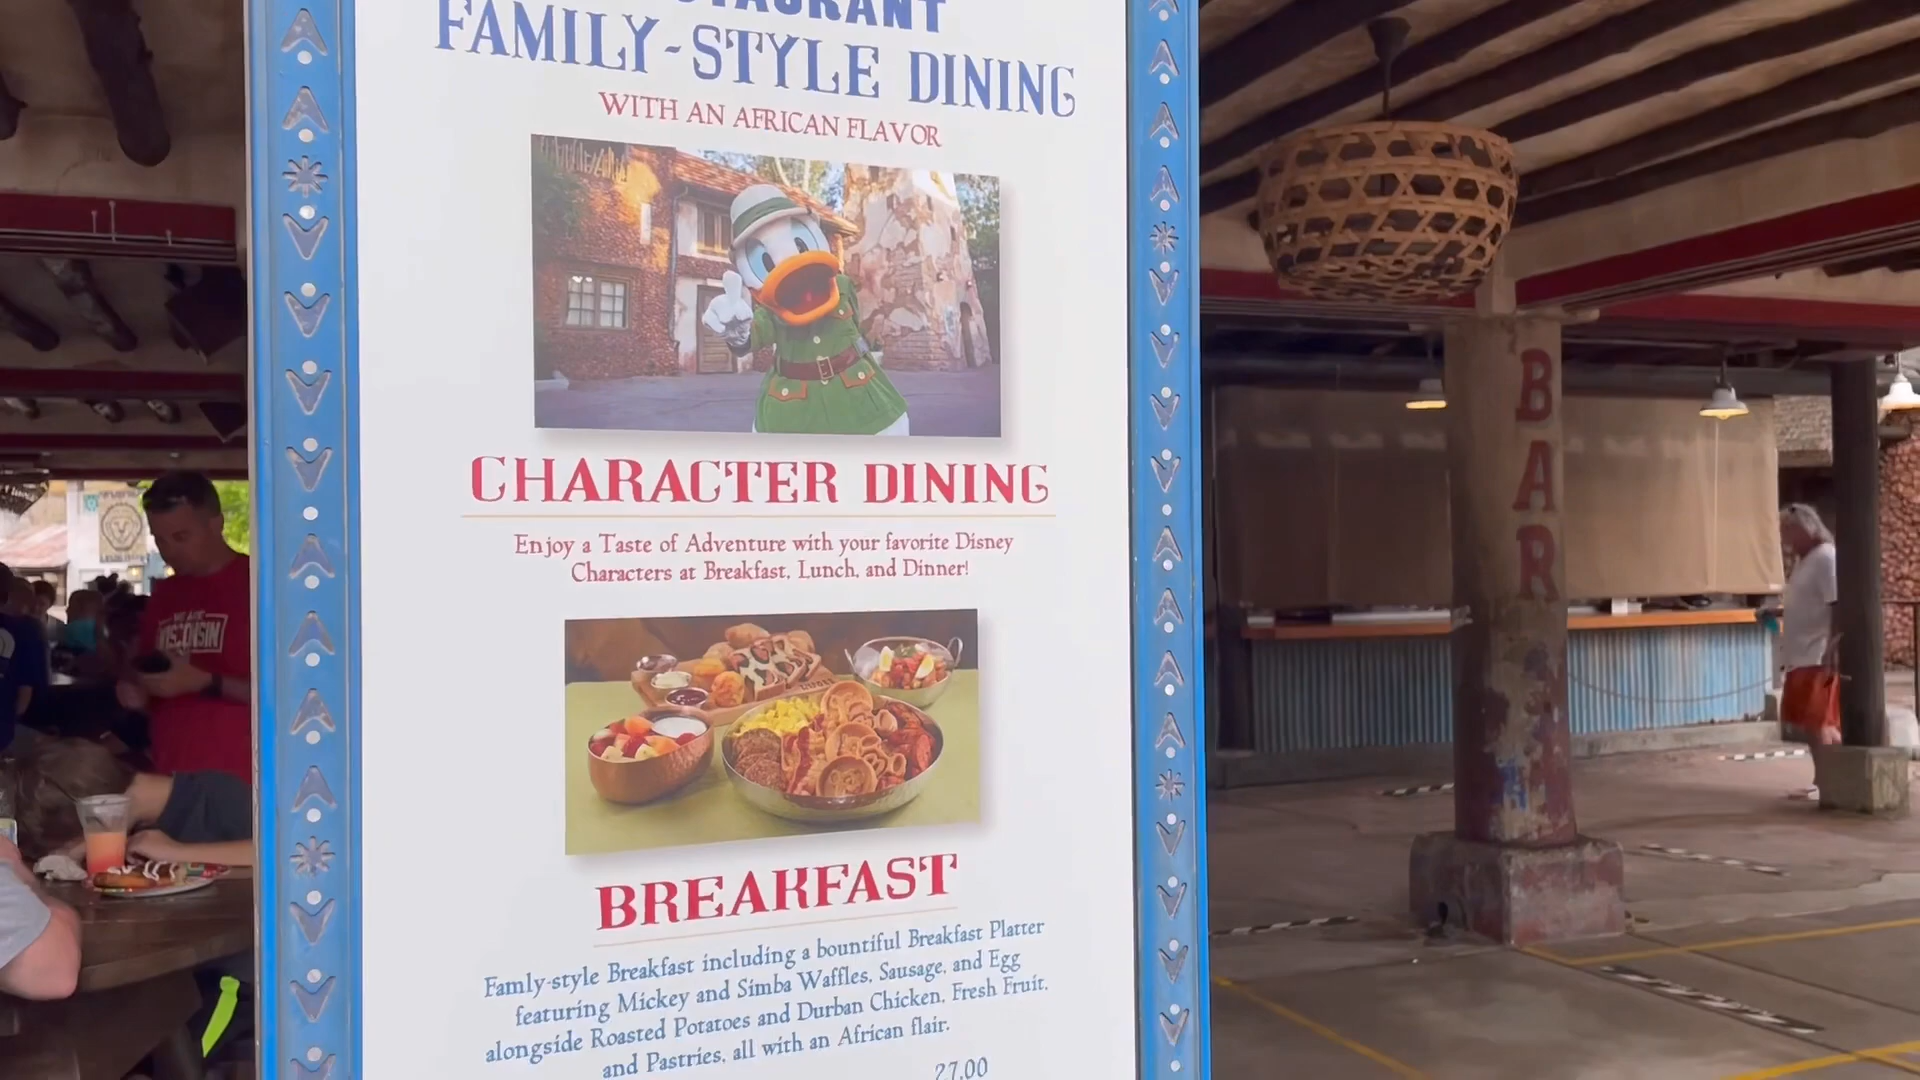 FAMILY-STYLE DINING
WITH AN AFRICAN FLAVOR
CHARACTER DINING
Enjoy a Taste of Adventure with your favorite Disney
Characters at Breakfast, Lunch, and Dinner!
BREAKFAST
Famly-style Breakfast including a bountiful Breakfast Platter
featuring Mickey and Simba Waffles, Sausage, and Egg
alongside Roasted Potatoes and Durban Chicken, Fresh Fruit,
and Pastries, all with an African flair.
27.00
BAR
WE ARE
WISCONSIN